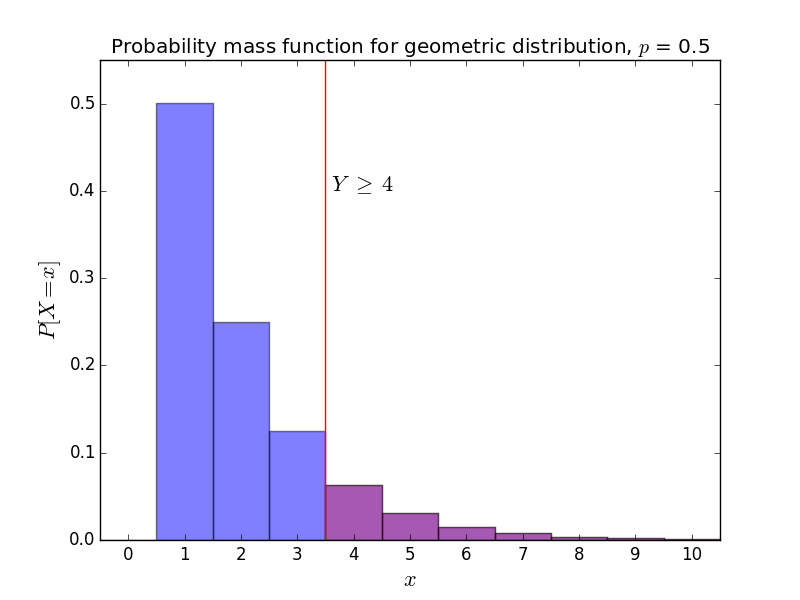 Probability mass function for geometric distribution, p = 0.5
0.5
0.4
0.3
0.2
0.1
0.0
P[X=x]
Y ≥ 4
0 1 2 3 4 5 6 7 8 9 10
x